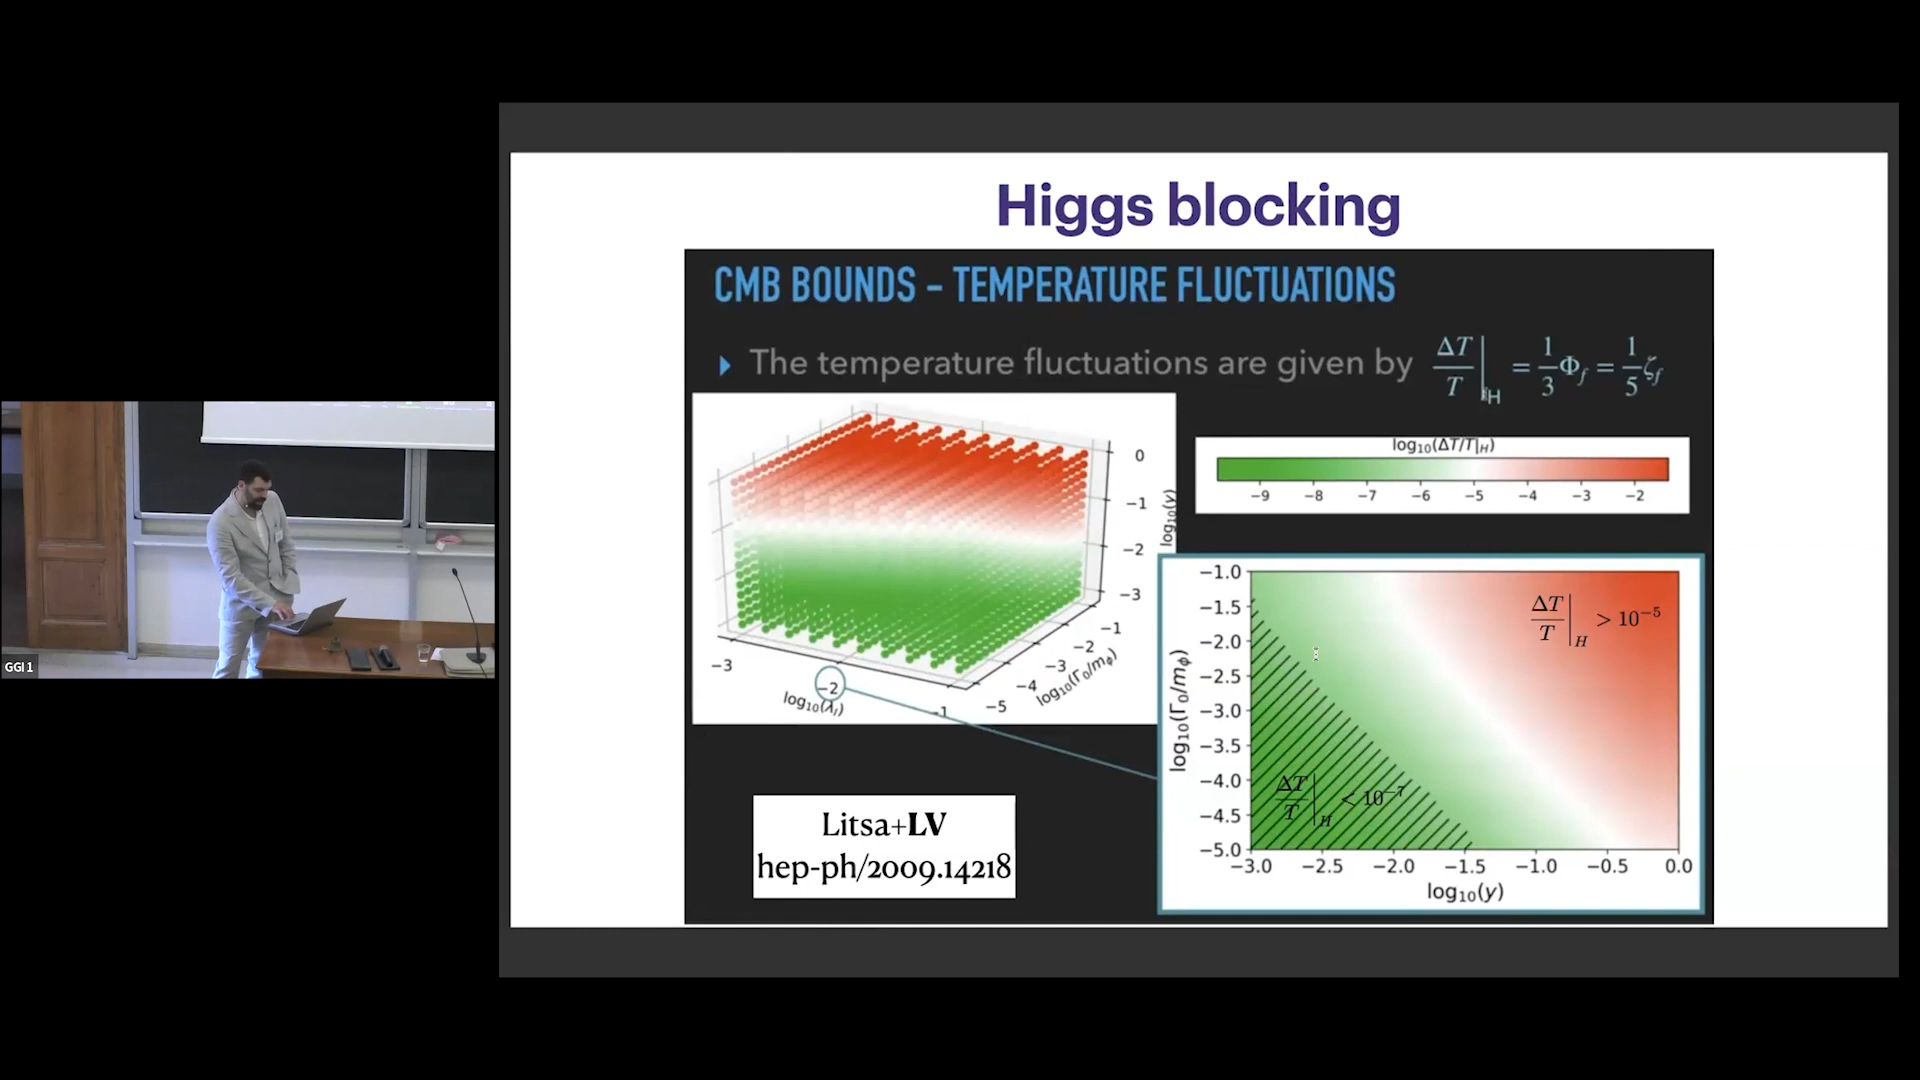 Higgs blocking
CMB BOUNDS – TEMPERATURE FLUCTUATIONS
The temperature fluctuations are given by ΔT/T|H = 1/3 Φf = 1/5 ζf
log10(ΔT/T|H)
−9 −8 −7 −6 −5 −4 −3 −2
0
−1
−2
−3
log10(y)
−1
−2
−3
−4
−5
log10(Γ0/mϕ)
−3
−2
−1
log10(λI)
−1.0
−1.5
−2.0
−2.5
−3.0
−3.5
−4.0
−4.5
−5.0
log10(Γ0/mϕ)
ΔT/T|H > 10−5
ΔT/T|H < 10−7
−3.0 −2.5 −2.0 −1.5 −1.0 −0.5 0.0
log10(y)
Litsa+LV
hep-ph/2009.14218
GGI 1